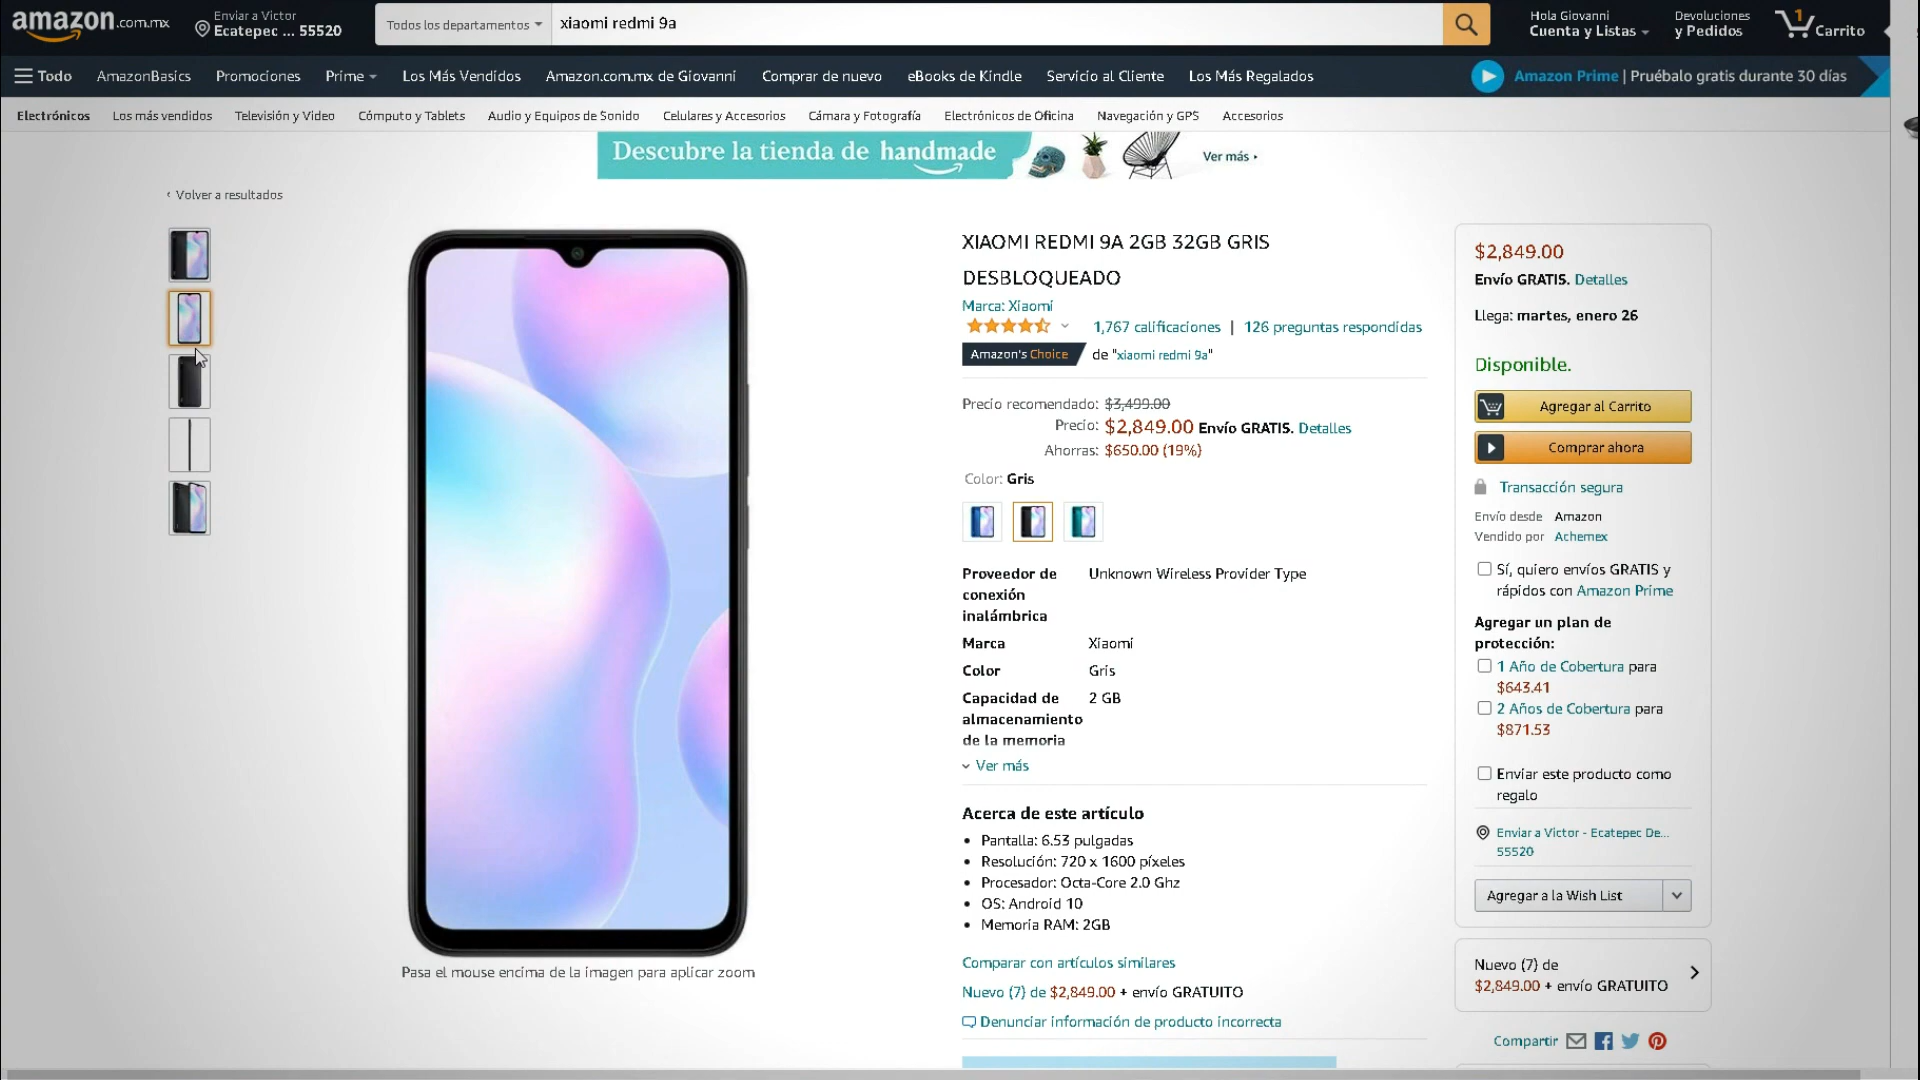 amazon.com.mx
Enviar a Victor
Ecatepec ... 55520
Todos los departamentos
xiaomi redmi 9a
Hola Giovanni
Cuenta y Listas
Devoluciones
y Pedidos
1
Carrito
Todo
AmazonBasics
Promociones
Prime
Los Más Vendidos
Amazon.com.mx de Giovanni
Comprar de nuevo
eBooks de Kindle
Servicio al Cliente
Los Más Regalados
Amazon Prime | Pruébalo gratis durante 30 días
Electrónicos
Los más vendidos
Televisión y Video
Cómputo y Tablets
Audio y Equipos de Sonido
Celulares y Accesorios
Cámara y Fotografía
Electrónicos de Oficina
Navegación y GPS
Accesorios
Descubre la tienda de handmade
Ver más ▸
‹ Volver a resultados
Pasa el mouse encima de la imagen para aplicar zoom
XIAOMI REDMI 9A 2GB 32GB GRIS
DESBLOQUEADO
Marca: Xiaomi
1,767 calificaciones | 126 preguntas respondidas
Amazon's Choice de "xiaomi redmi 9a"
Precio recomendado: $3,499.00
Precio: $2,849.00 Envío GRATIS. Detalles
Ahorras: $650.00 (19%)
Color: Gris
Proveedor de Unknown Wireless Provider Type
conexión
inalámbrica
Marca Xiaomi
Color Gris
Capacidad de 2 GB
almacenamiento
de la memoria
Ver más
Acerca de este artículo
• Pantalla: 6.53 pulgadas
• Resolución: 720 x 1600 píxeles
• Procesador: Octa-Core 2.0 Ghz
• OS: Android 10
• Memoria RAM: 2GB
Comparar con artículos similares
Nuevo (7) de $2,849.00 + envío GRATUITO
Denunciar información de producto incorrecta
$2,849.00
Envío GRATIS. Detalles
Llega: martes, enero 26
Disponible.
Agregar al Carrito
Comprar ahora
Transacción segura
Envío desde Amazon
Vendido por Achemex
Sí, quiero envíos GRATIS y
rápidos con Amazon Prime
Agregar un plan de
protección:
1 Año de Cobertura para
$643.41
2 Años de Cobertura para
$871.53
Enviar este producto como
regalo
Enviar a Victor - Ecatepec De...
55520
Agregar a la Wish List
Nuevo (7) de
$2,849.00 + envío GRATUITO
Compartir